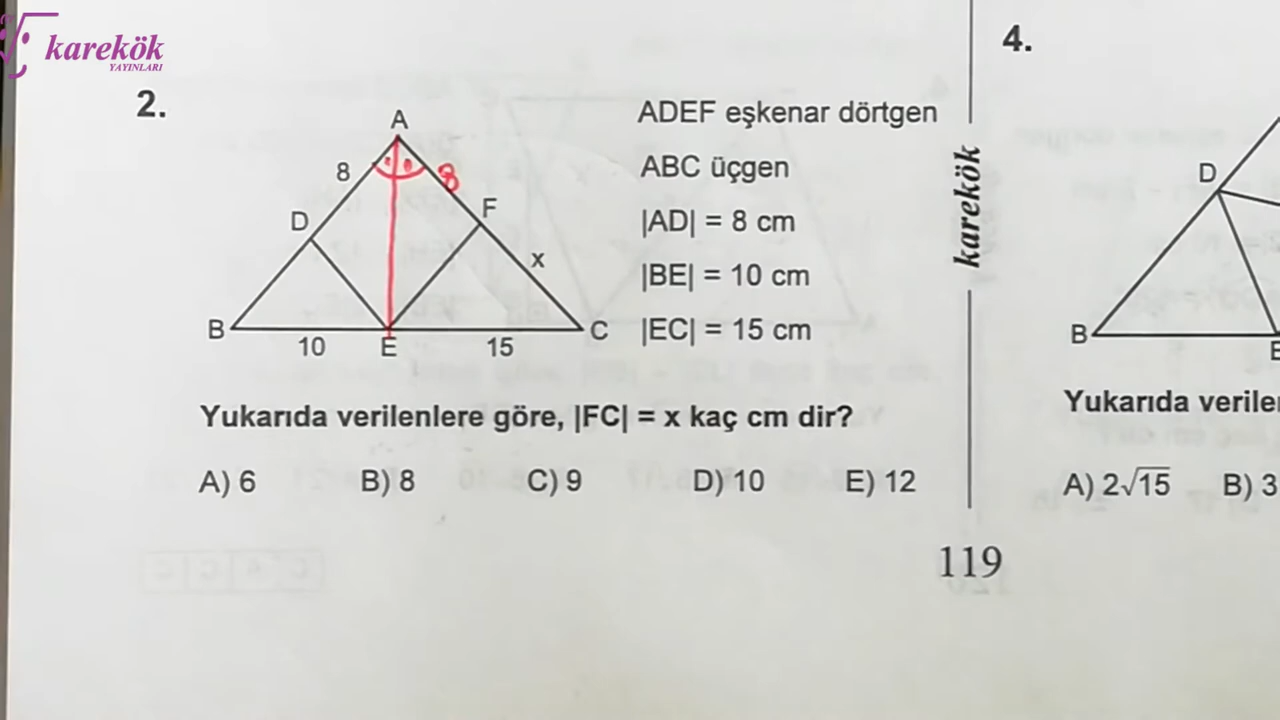 karekök
YAYINLARI
2.
A
8
8
D
F
x
B
10
E
15
C
ADEF eşkenar dörtgen
ABC üçgen
|AD| = 8 cm
|BE| = 10 cm
|EC| = 15 cm
Yukarıda verilenlere göre, |FC| = x kaç cm dir?
A) 6 B) 8 C) 9 D) 10 E) 12
karekök
119
4.
D
B
E
Yukarıda verile
A) 2√15 B) 3